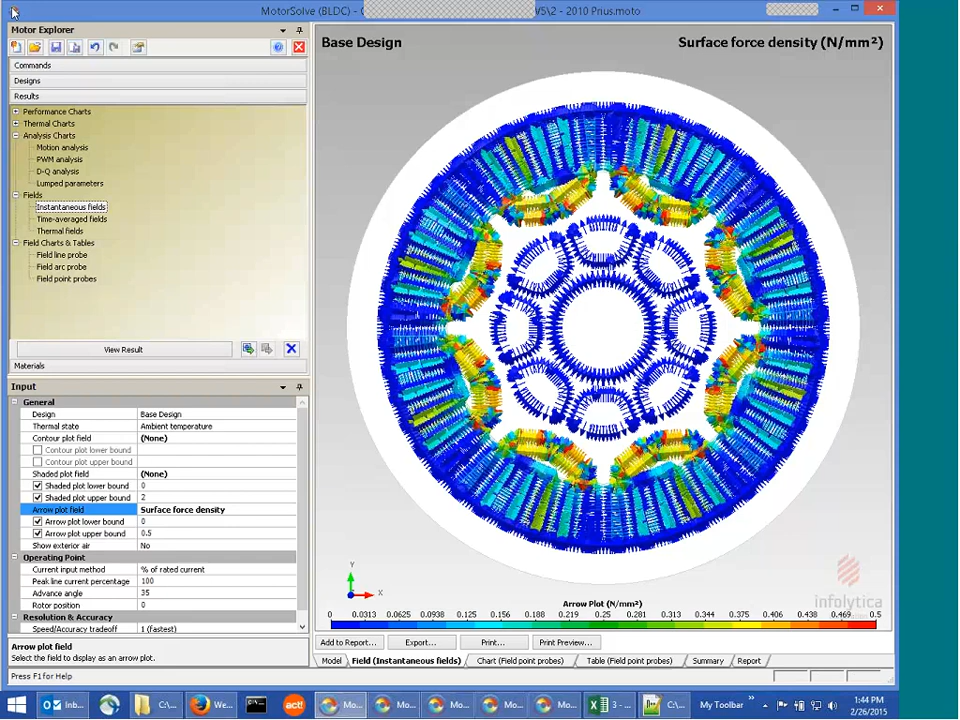 MotorSolve (BLDC) V5\2 - 2010 Prius.moto
Motor Explorer
Commands
Designs
Results
Performance Charts
Thermal Charts
Analysis Charts
Motion analysis
PWM analysis
D-Q analysis
Lumped parameters
Fields
Instantaneous fields
Time-averaged fields
Thermal fields
Field Charts & Tables
Field line probe
Field arc probe
Field point probes
View Result
Materials
Input
General
Design Base Design
Thermal state Ambient temperature
Contour plot field (None)
Contour plot lower bound
Contour plot upper bound
Shaded plot field (None)
Shaded plot lower bound 0
Shaded plot upper bound 2
Arrow plot field Surface force density
Arrow plot lower bound 0
Arrow plot upper bound 0.5
Show exterior air No
Operating Point
Current input method % of rated current
Peak line current percentage 100
Advance angle 35
Rotor position 0
Resolution & Accuracy
Speed/Accuracy tradeoff 1 (fastest)
Arrow plot field
Select the field to display as an arrow plot.
Press F1 for Help
Base Design Surface force density (N/mm²)
Y
X
infolytica
Arrow Plot (N/mm²)
0 0.0313 0.0625 0.0938 0.125 0.156 0.188 0.219 0.25 0.281 0.313 0.344 0.375 0.406 0.438 0.469 0.5
Add to Report... Export... Print... Print Preview...
Model Field (Instantaneous fields) Chart (Field point probes) Table (Field point probes) Summary Report
Inb... C:\... We... act! Mo... Mo... Mo... Mo... Mo... 3 - ... C:\... My Toolbar
1:44 PM
2/26/2015